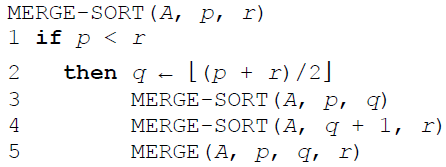 MERGE-SORT(A, p, r)
1 if p < r
2 then q ← ⌊(p + r)/2⌋
3 MERGE-SORT(A, p, q)
4 MERGE-SORT(A, q + 1, r)
5 MERGE(A, p, q, r)